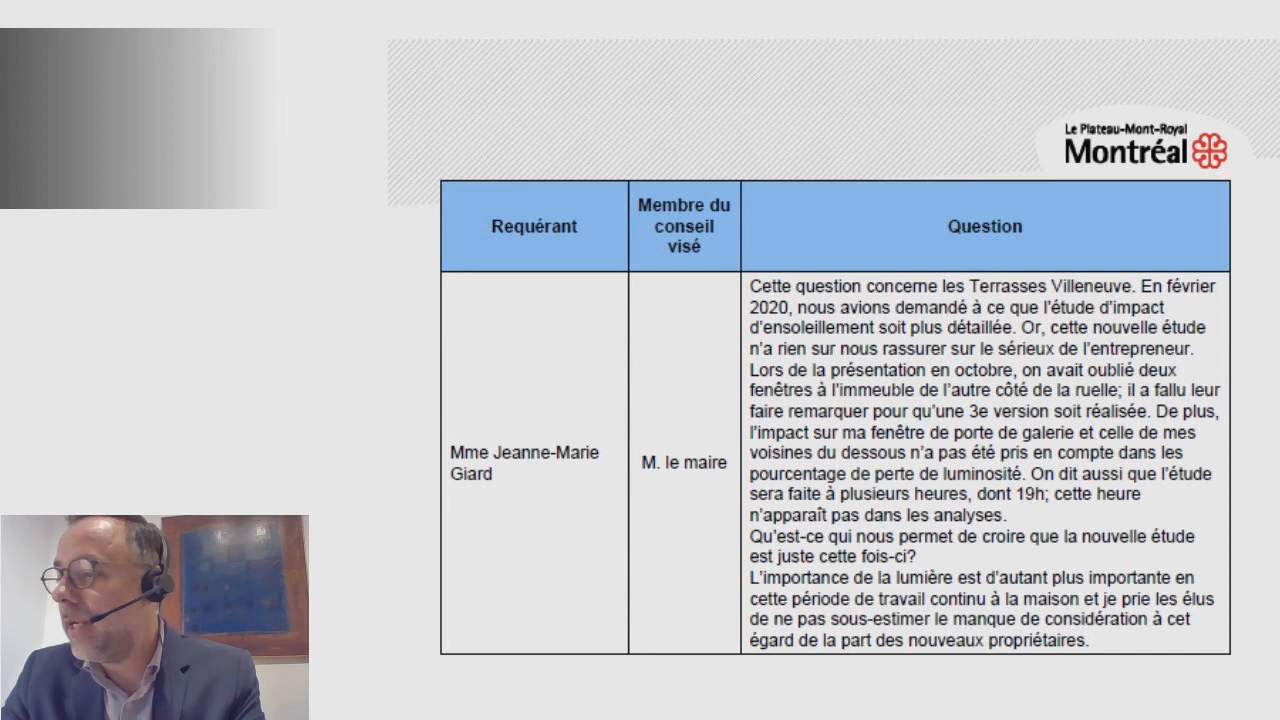 Le Plateau-Mont-Royal
Montréal
Requérant
Membre du
conseil
visé
Question
Mme Jeanne-Marie
Giard
M. le maire
Cette question concerne les Terrasses Villeneuve. En février
2020, nous avions demandé à ce que l'étude d'impact
d'ensoleillement soit plus détaillée. Or, cette nouvelle étude
n'a rien su nous rassurer sur le sérieux de l'entrepreneur.
Lors de la présentation en octobre, on avait oublié deux
fenêtres à l'immeuble de l'autre côté de la ruelle; il a fallu leur
faire remarquer pour qu'une 3e version soit réalisée. De plus,
l'impact sur ma fenêtre de porte de galerie et celle de mes
voisines du dessous n'a pas été pris en compte dans les
pourcentage de perte de luminosité. On dit aussi que l'étude
sera faite à plusieurs heures, dont 19h; cette heure
n'apparaît pas dans les analyses.
Qu'est-ce qui nous permet de croire que la nouvelle étude
est juste cette fois-ci?
L'importance de la lumière est d'autant plus importante en
cette période de travail continu à la maison et je prie les élus
de ne pas sous-estimer le manque de considération à cet
égard de la part des nouveaux propriétaires.